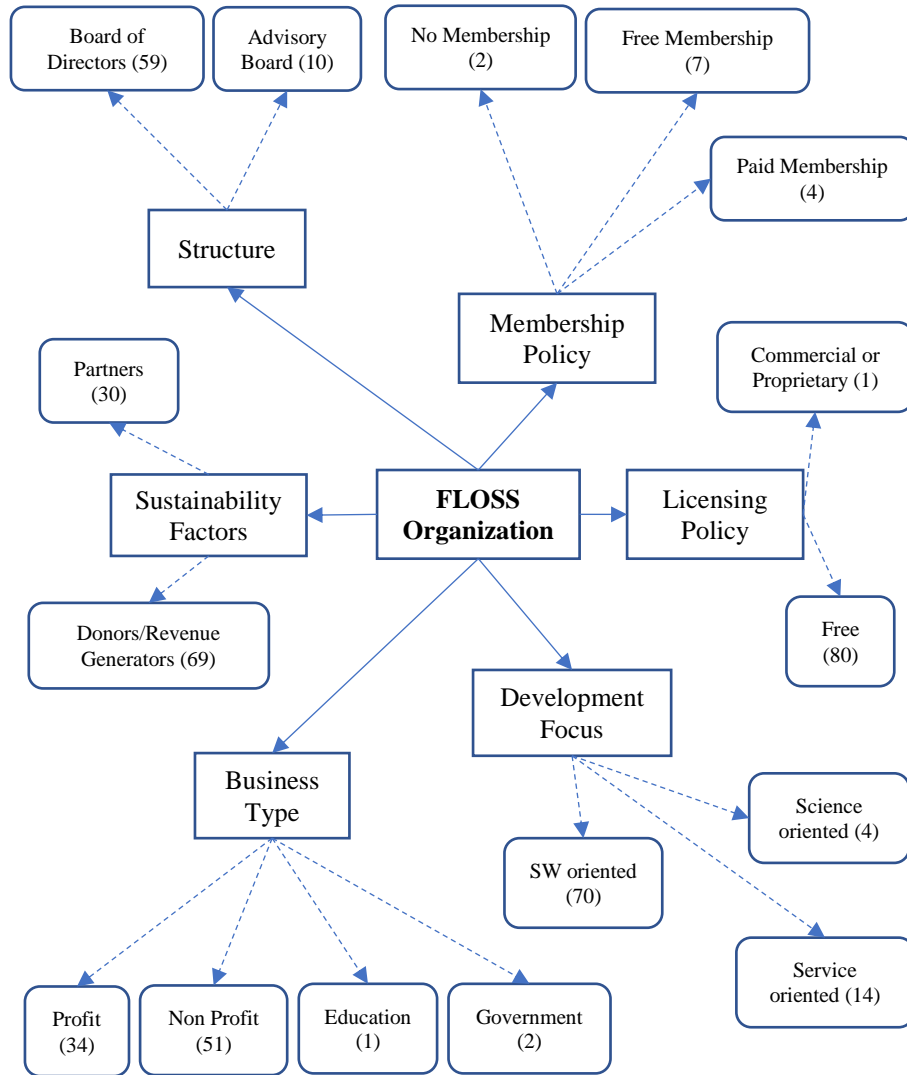 Board of
Directors (59)
Advisory
Board (10)
No Membership
(2)
Free Membership
(7)
Paid Membership
(4)
Structure
Membership
Policy
Partners
(30)
Commercial or
Proprietary (1)
Sustainability
Factors
FLOSS
Organization
Licensing
Policy
Donors/Revenue
Generators (69)
Free
(80)
Development
Focus
Business
Type
Science
oriented (4)
SW oriented
(70)
Service
oriented (14)
Profit
(34)
Non Profit
(51)
Education
(1)
Government
(2)